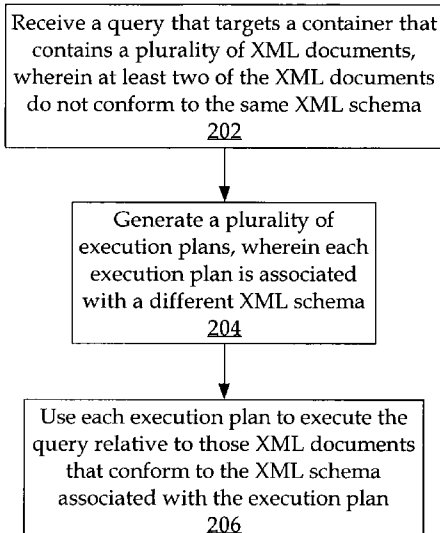 Receive a query that targets a container that
contains a plurality of XML documents,
wherein at least two of the XML documents
do not conform to the same XML schema
202
Generate a plurality of
execution plans, wherein each
execution plan is associated
with a different XML schema
204
Use each execution plan to execute the
query relative to those XML documents
that conform to the XML schema
associated with the execution plan
206